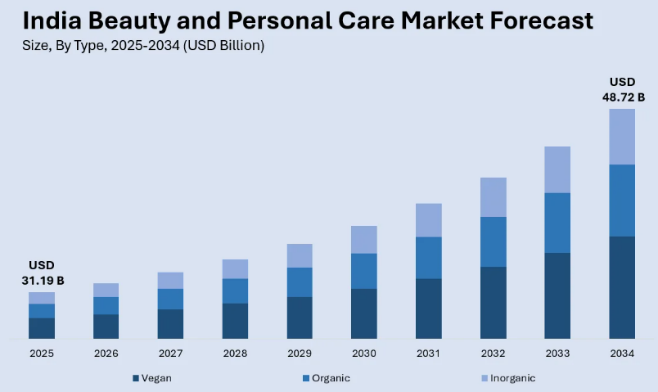 India Beauty and Personal Care Market Forecast
Size, By Type, 2025-2034 (USD Billion)
USD
48.72 B
USD
31.19 B
2025 2026 2027 2028 2029 2030 2031 2032 2033 2034
Vegan Organic Inorganic